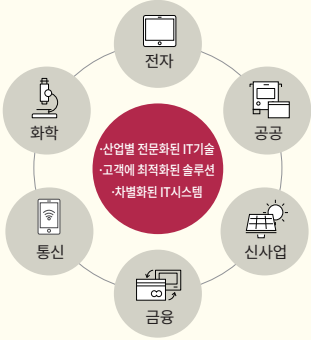 전자
화학
공공
·산업별 전문화된 IT기술
·고객에 최적화된 솔루션
·차별화된 IT시스템
통신
신사업
금융